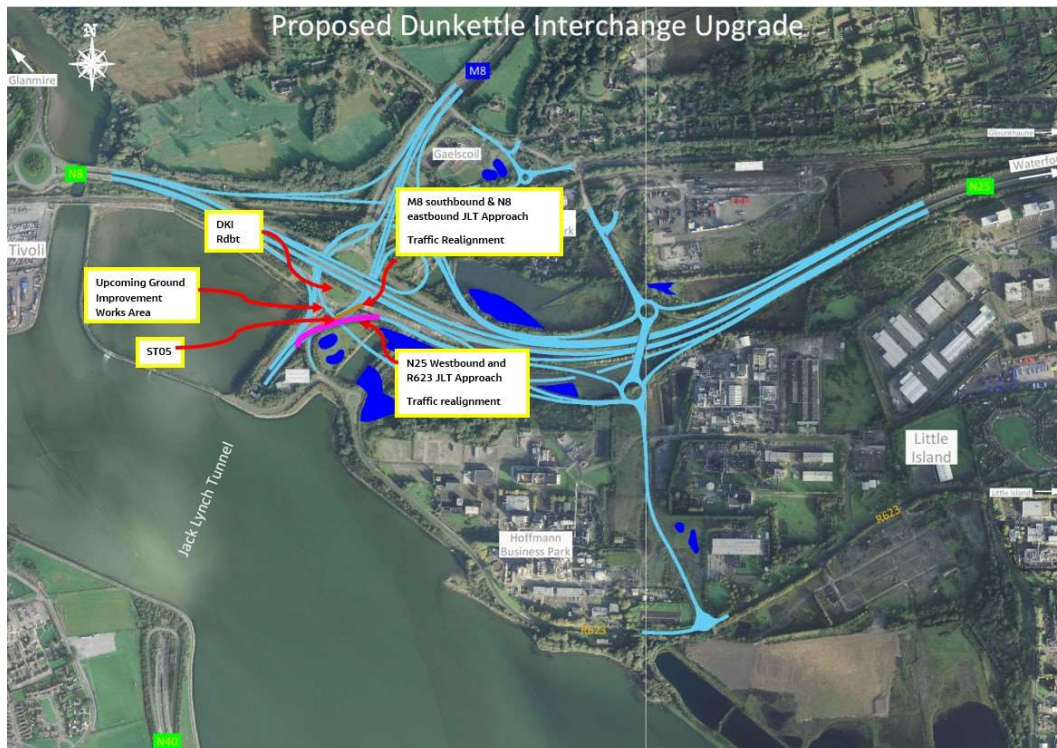 Proposed Dunkettle Interchange Upgrade
N
Glanmire
M8
Gaelscoil
Glounthaune
N8
N25
DKI
Rdbt
M8 southbound & N8
eastbound JLT Approach
Traffic Realignment
rk
Tivoli
Upcoming Ground
Improvement
Works Area
ST05
N25 Westbound and
R623 JLT Approach
Traffic realignment
Little
Island
Little Island
Jack Lynch Tunnel
R623
Hoffmann
Business Park
R623
N40